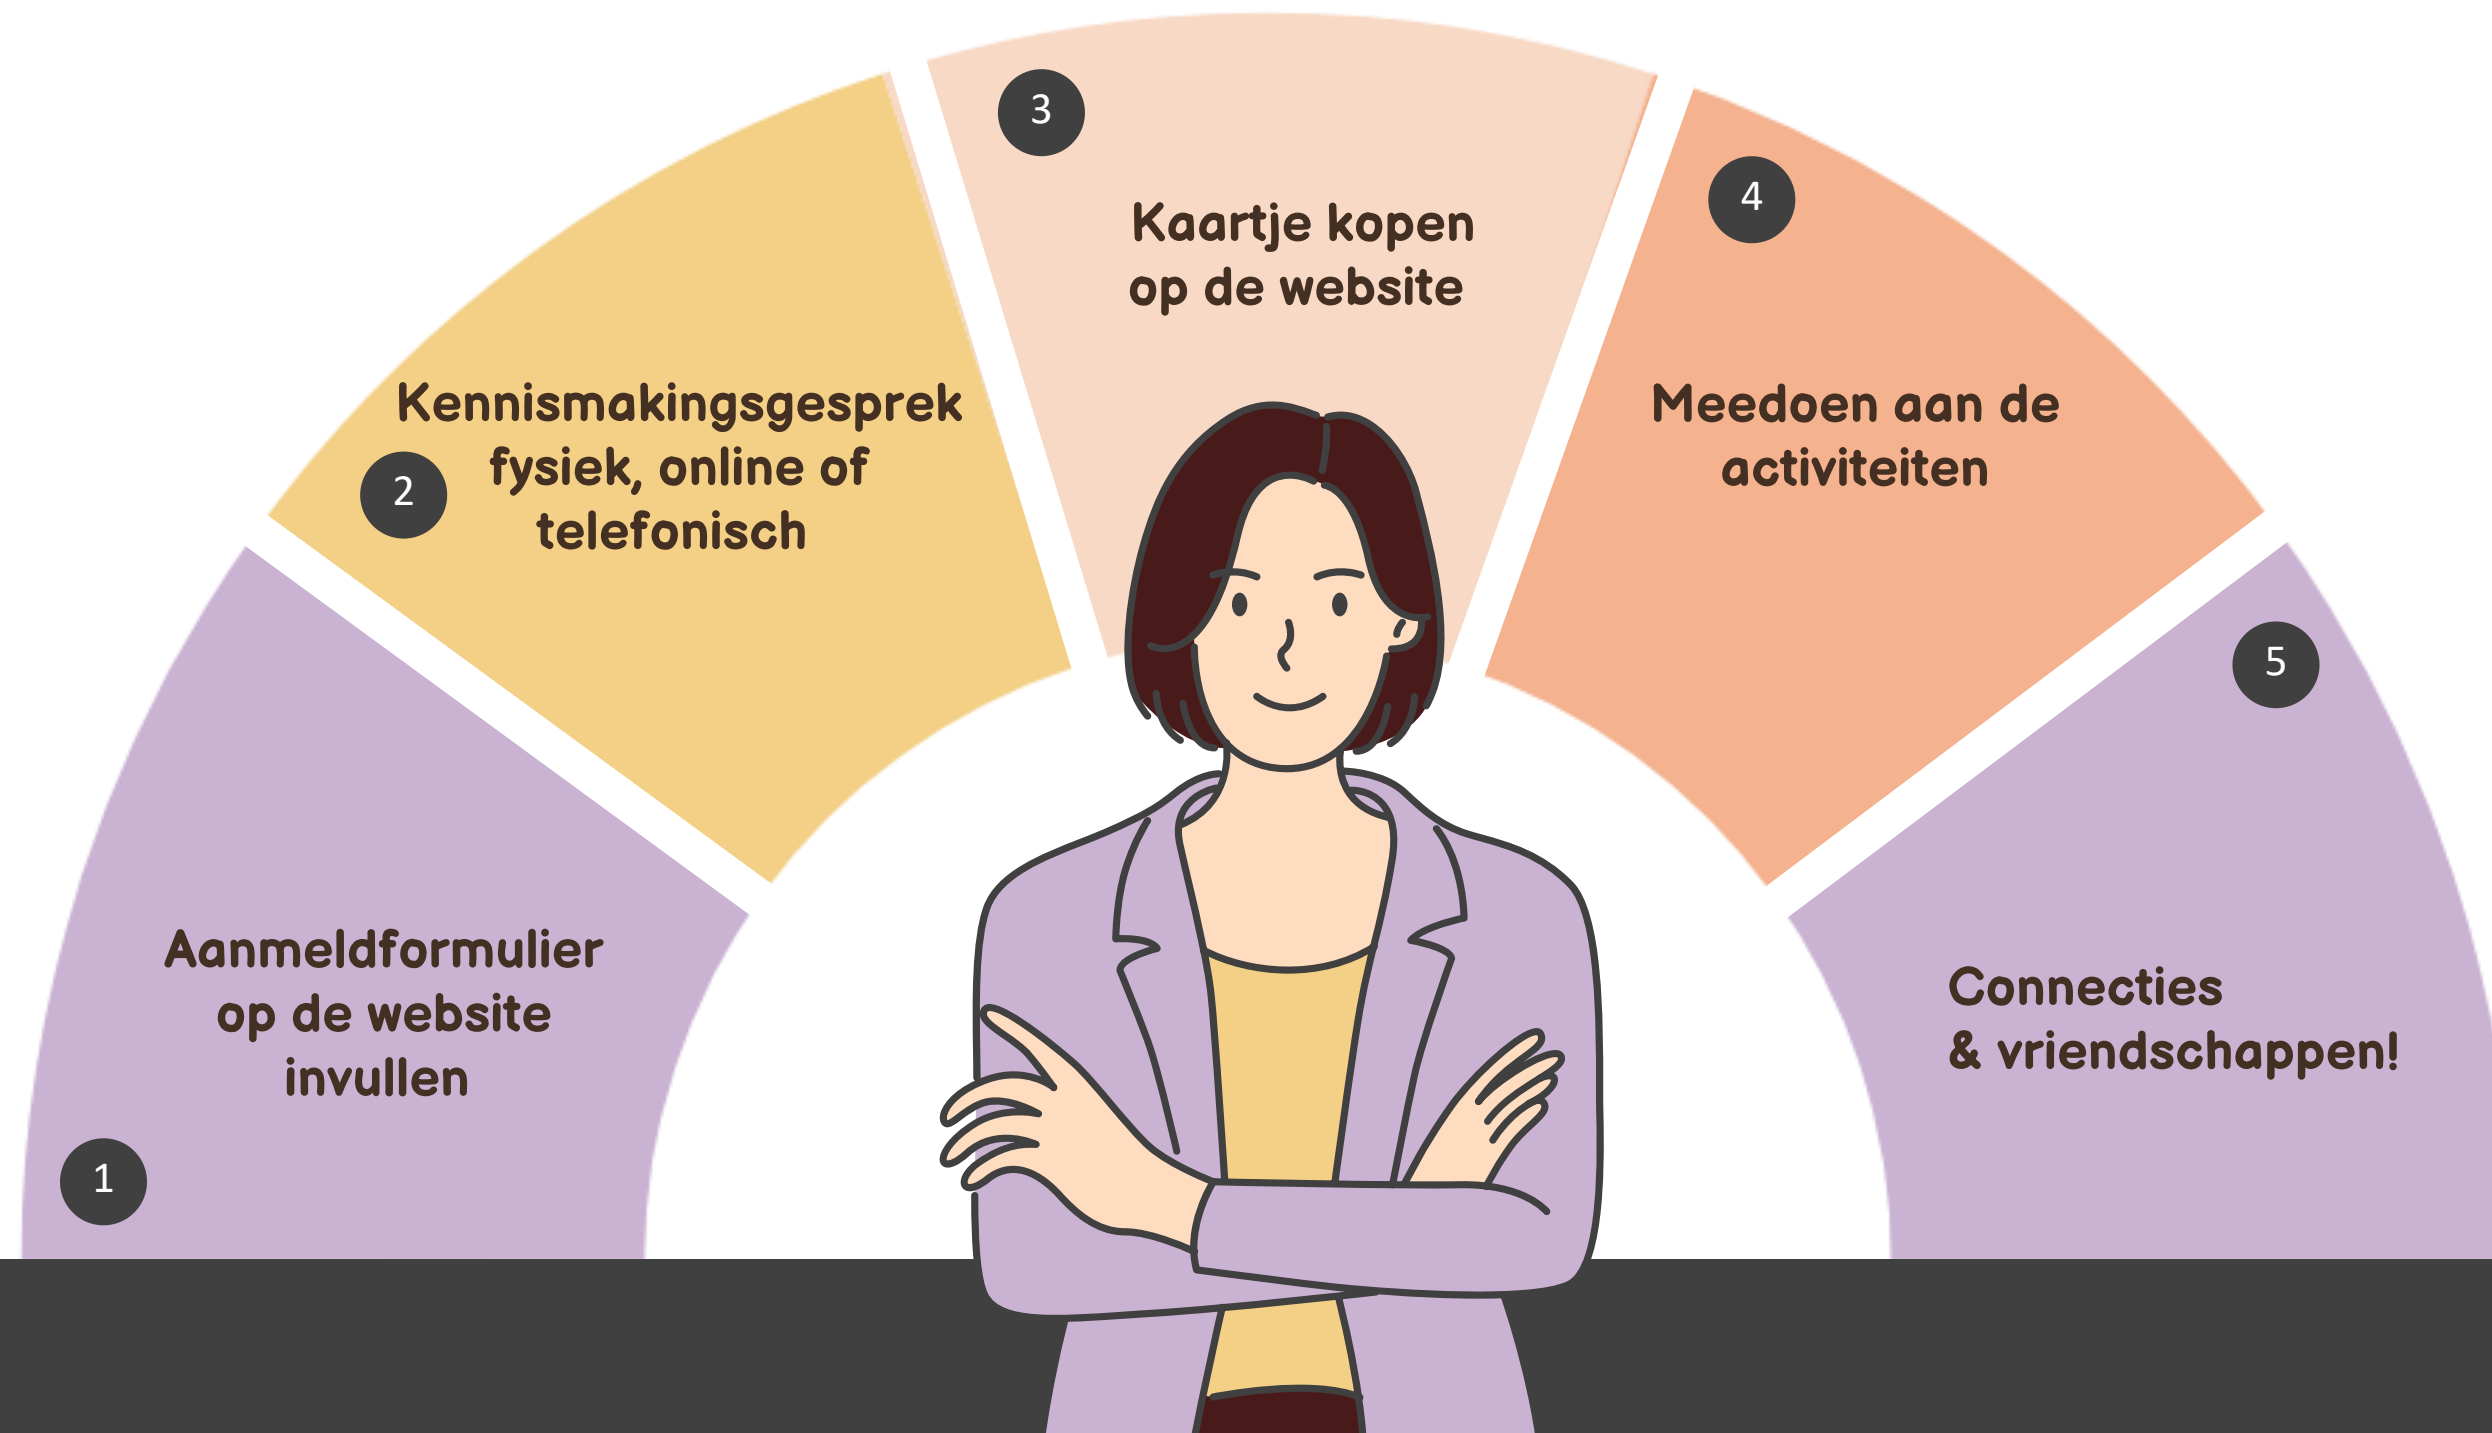 1
Aanmeldformulier
op de website
invullen
2
Kennismakingsgesprek
fysiek, online of
telefonisch
3
Kaartje kopen
op de website
4
Meedoen aan de
activiteiten
5
Connecties
& vriendschappen!